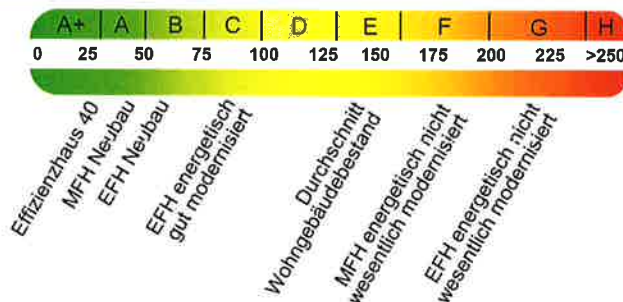 A+ A B C D E F G H
0 25 50 75 100 125 150 175 200 225 >250
Effizienzhaus 40
MFH Neubau
EFH Neubau
EFH energetisch
gut modernisiert
Durchschnitt
Wohngebäudebestand
MFH energetisch nicht
wesentlich modernisiert
EFH energetisch nicht
wesentlich modernisiert